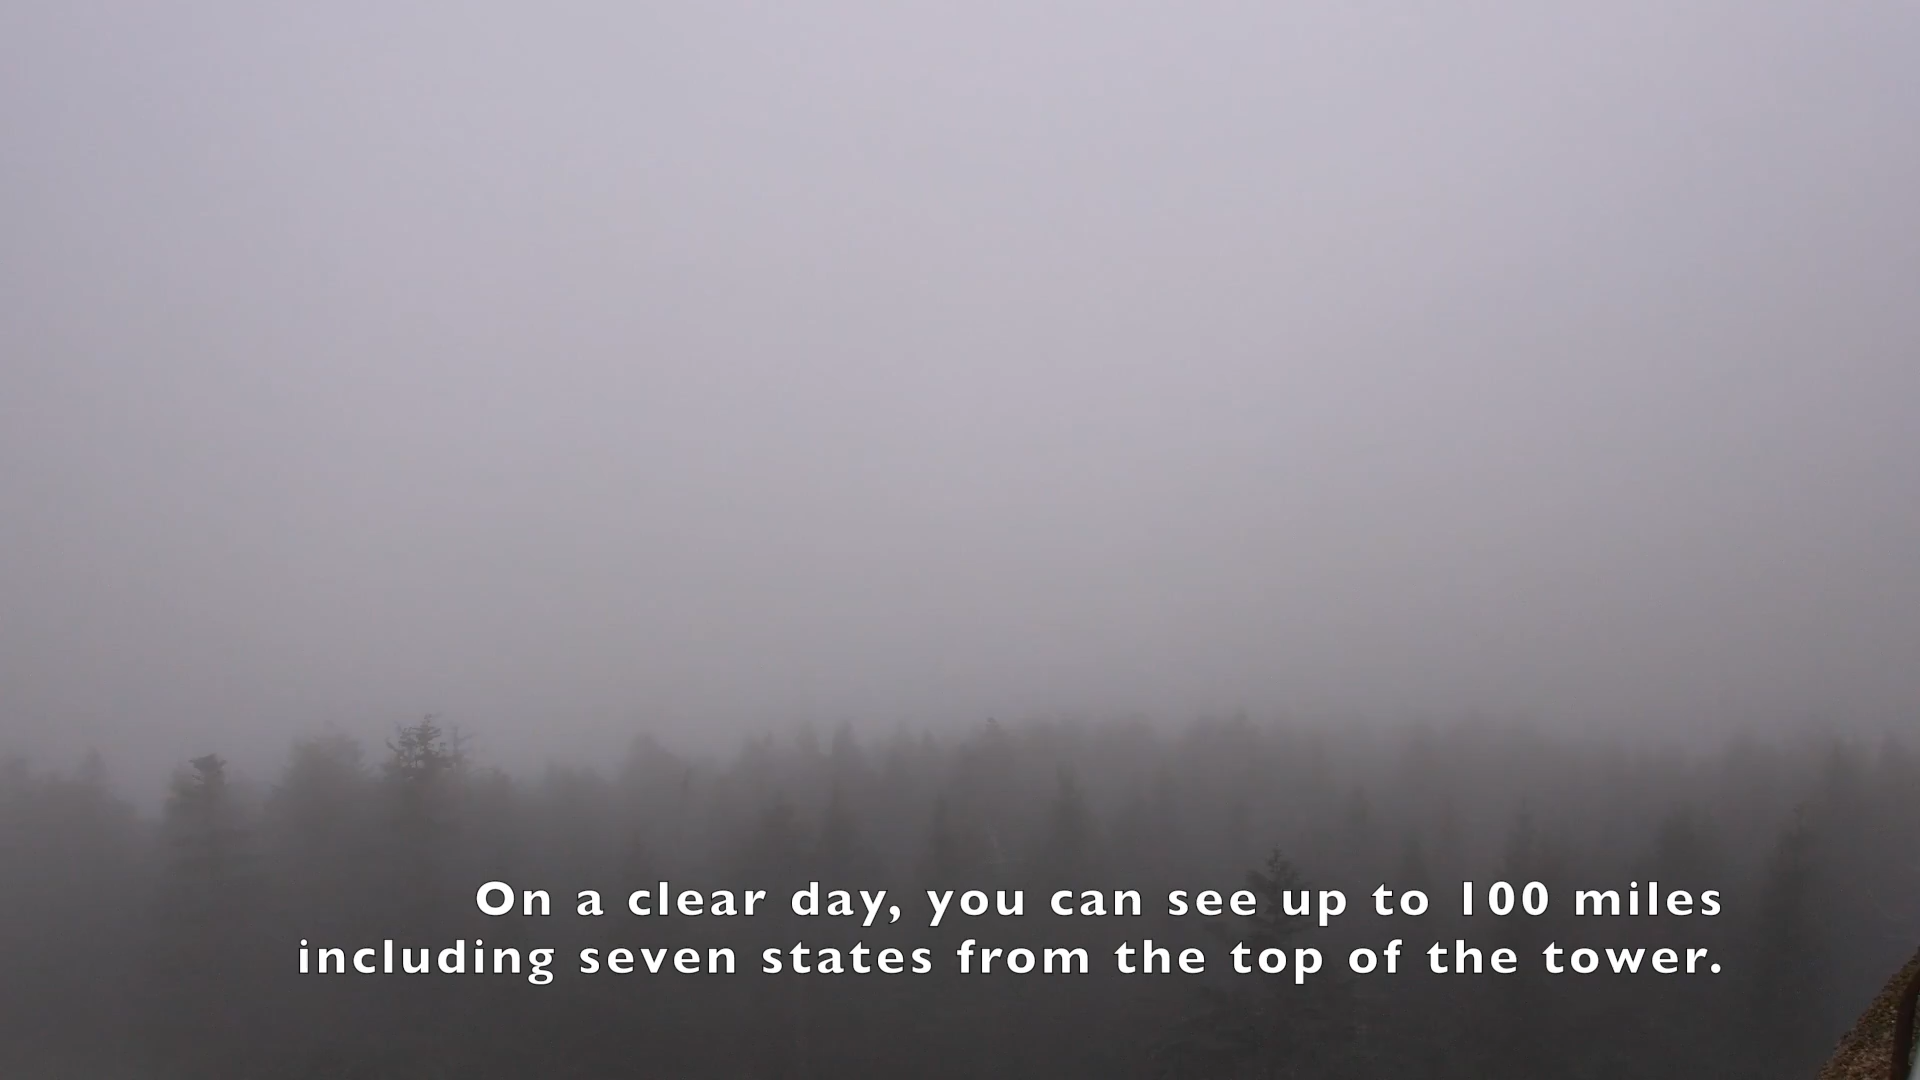 On a clear day, you can see up to 100 miles
including seven states from the top of the tower.